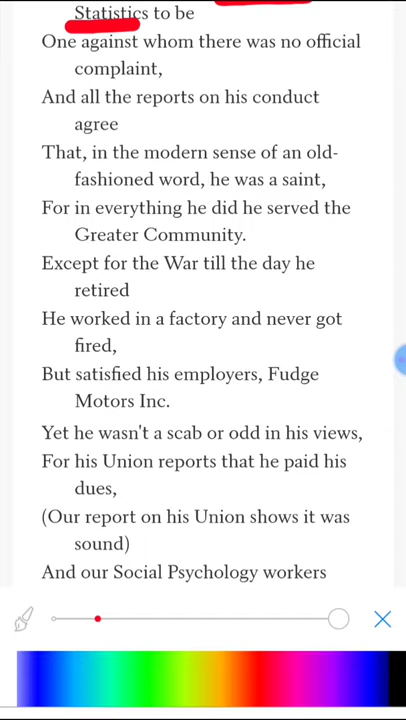 Statistics to be
One against whom there was no official
complaint,
And all the reports on his conduct
agree
That, in the modern sense of an old-
fashioned word, he was a saint,
For in everything he did he served the
Greater Community.
Except for the War till the day he
retired
He worked in a factory and never got
fired,
But satisfied his employers, Fudge
Motors Inc.
Yet he wasn't a scab or odd in his views,
For his Union reports that he paid his
dues,
(Our report on his Union shows it was
sound)
And our Social Psychology workers